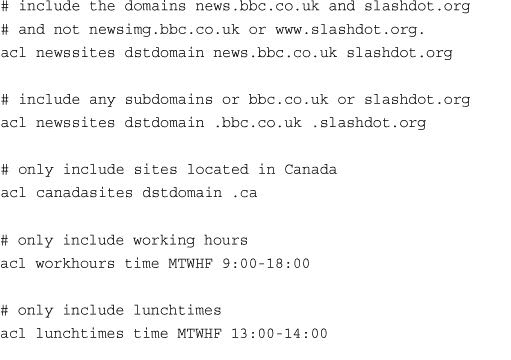 # include the domains news.bbc.co.uk and slashdot.org
# and not newsimg.bbc.co.uk or www.slashdot.org.
acl newssites dstdomain news.bbc.co.uk slashdot.org
# include any subdomains or bbc.co.uk or slashdot.org
acl newssites dstdomain .bbc.co.uk .slashdot.org
# only include sites located in Canada
acl canadasites dstdomain .ca
# only include working hours
acl workhours time MTWHF 9:00-18:00
# only include lunchtimes
acl lunchtimes time MTWHF 13:00-14:00